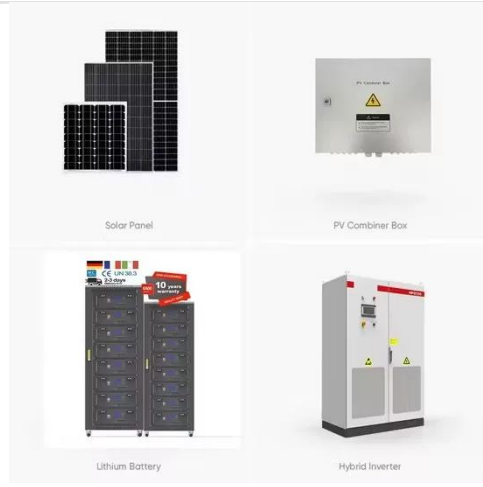 PV Combiner Box
Solar Panel
PV Combiner Box
CE UN38.3
2-3 days
10 years
warranty
Lithium Battery
Hybrid Inverter